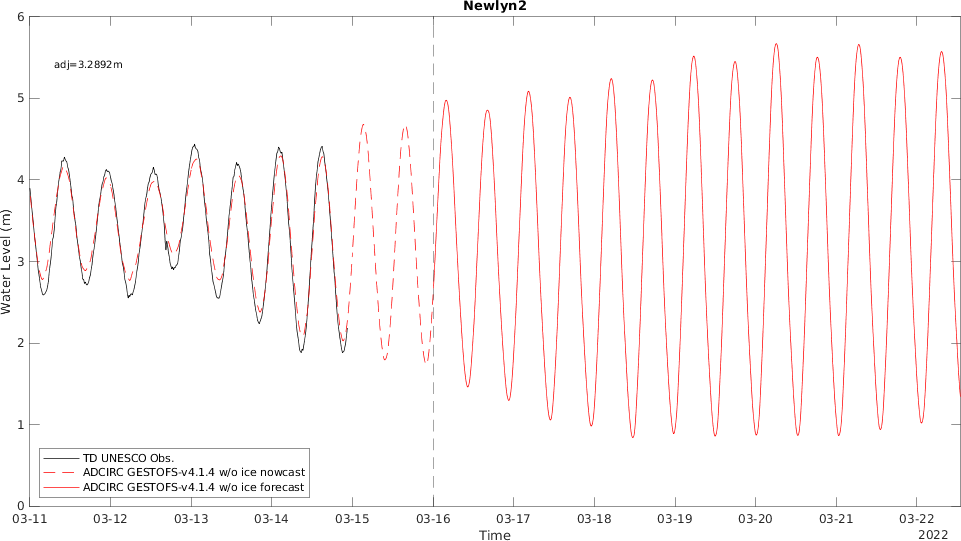 Newlyn2
6
adj=3.2892m
5
4
3
2
1
0
Water Level (m)
TD UNESCO Obs.
ADCIRC GESTOFS-v4.1.4 w/o ice nowcast
ADCIRC GESTOFS-v4.1.4 w/o ice forecast
03-11 03-12 03-13 03-14 03-15 03-16 03-17 03-18 03-19 03-20 03-21 03-22
Time
2022